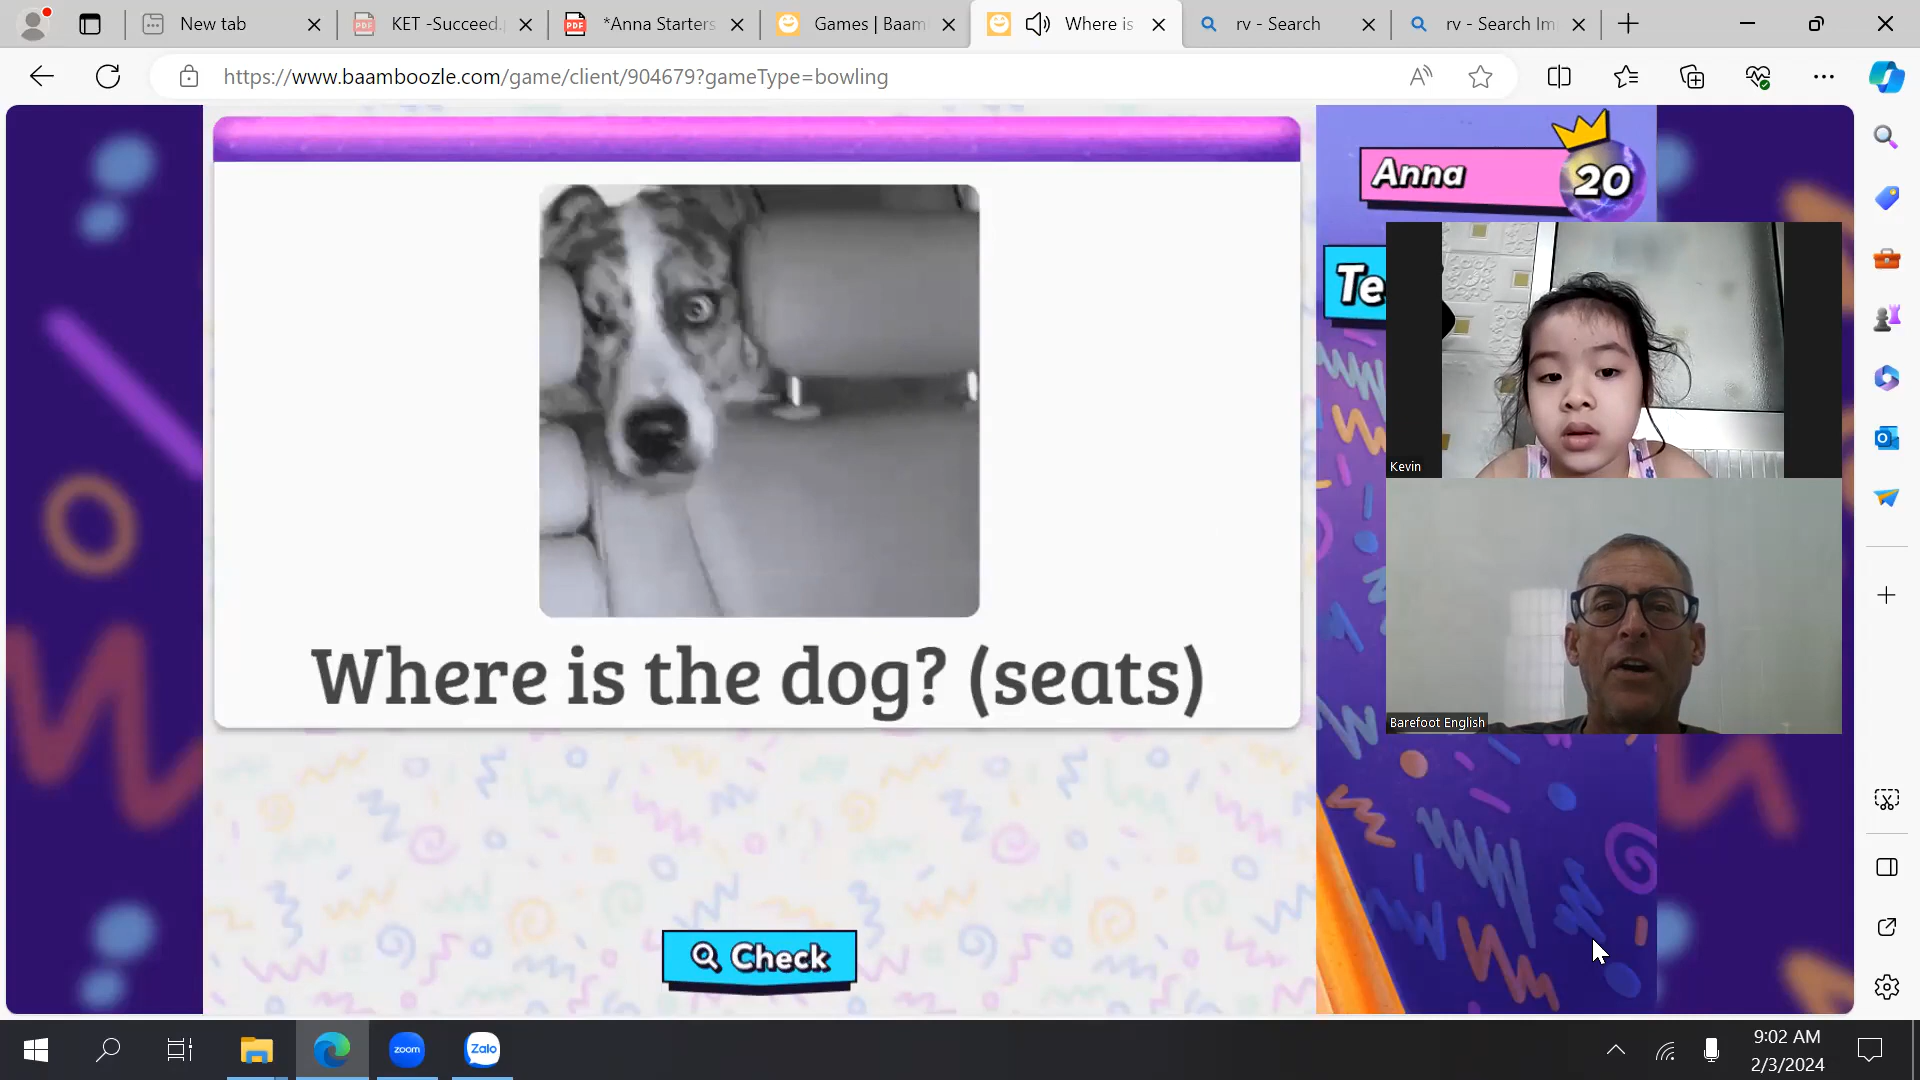 New tab
KET -Succeed.
*Anna Starters
Games | Baam
Where is
rv - Search
rv - Search Im
https://www.baamboozle.com/game/client/904679?gameType=bowling
Anna
20
Te
Where is the dog? (seats)
Kevin
Barefoot English
Check
zoom
Zalo
9:02 AM
2/3/2024